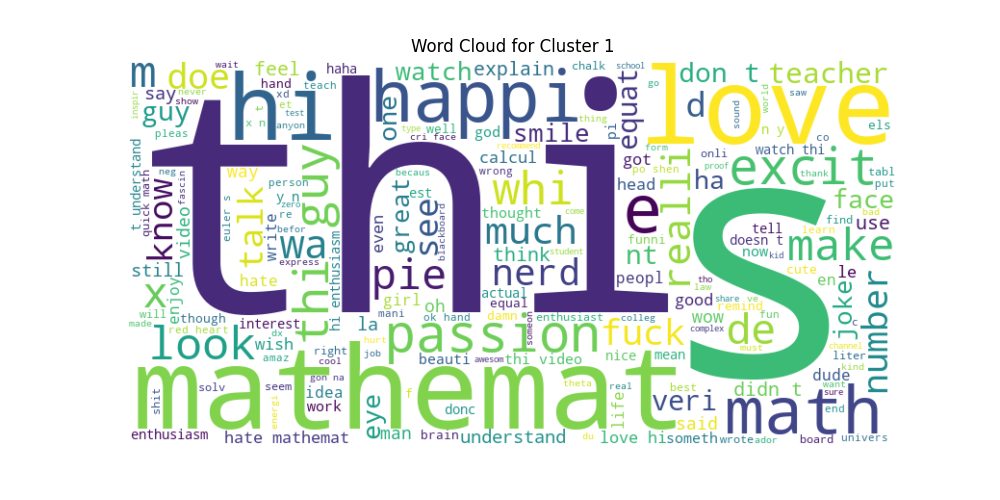 Word Cloud for Cluster 1
m doe wait feel haha watch explain chalk school don t teacher
say xd hand teach hi happi i love
inspir never show et test anyon guy x n t
pleas one well type god smile thing pi equat go d sound world saw n y els
t understand quick math know neg video fascin way person y n re
cri face becaus calcul recommend wrong got onli form po shen proof watch thi co thank tabl put
this
euler s talk write zero befor express wa thi guy hi enthusiasm
even great est see blackboard whi thought come much think student
e funni head ha realli excit face use
nt peopl tell doesn t now learn find bad kid make
still enjoy x hate pie nerd actual equal girl oh
good tho law share ve remind cute en le joker number
will made though red heart interest dx la mani ok hand damn someon enthusiast colleg wow complex fun must de channel c liter kind
look wish amaz right cool hurt job passion fuck nice mean dude want sure
beauti awesom thi video
mathemat
shit solv seem gon na idea work energi eye f donc theta life real best veri didn t math end
enthusiasm hate mathemat man brain understand du love hi someth said wrote ador board univers
s